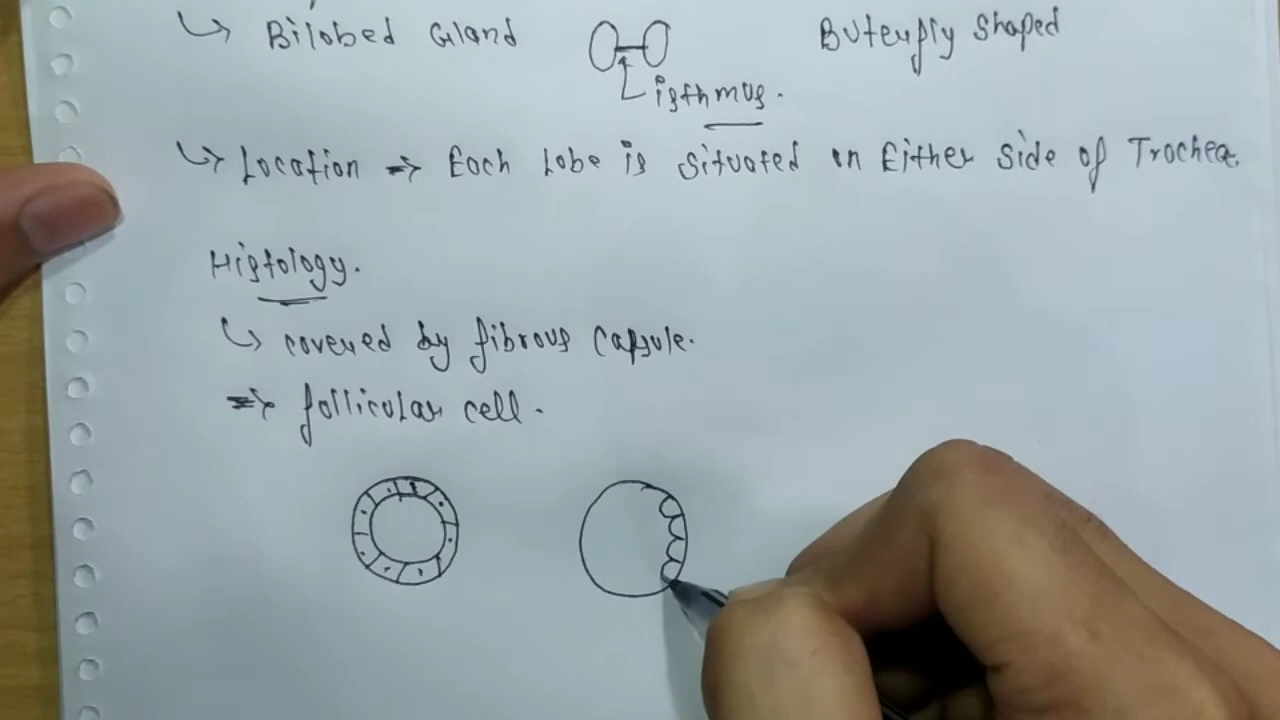 ↳ Bilobed Gland Buterfly Shaped
isthmus.
↳ Location ⇒ Each Lobe is Situated on Either Side of Trachea.
Histology.
↳ covered by fibrous capsule.
⇒ follicular cell.